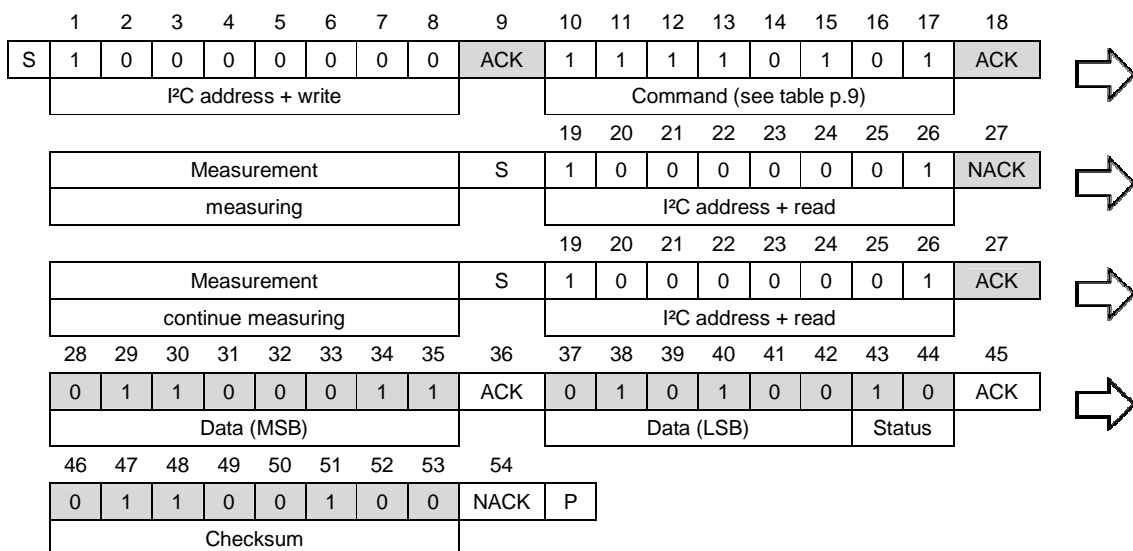 1 2 3 4 5 6 7 8 9 10 11 12 13 14 15 16 17 18
S 1 0 0 0 0 0 0 0 ACK 1 1 1 1 0 1 0 1 ACK
I²C address + write Command (see table p.9)
19 20 21 22 23 24 25 26 27
Measurement S 1 0 0 0 0 0 0 1 NACK
measuring I²C address + read
19 20 21 22 23 24 25 26 27
Measurement S 1 0 0 0 0 0 0 1 ACK
continue measuring I²C address + read
28 29 30 31 32 33 34 35 36 37 38 39 40 41 42 43 44 45
0 1 1 0 0 0 1 1 ACK 0 1 0 1 0 0 1 0 ACK
Data (MSB) Data (LSB) Status
46 47 48 49 50 51 52 53 54
0 1 1 0 0 1 0 0 NACK P
Checksum